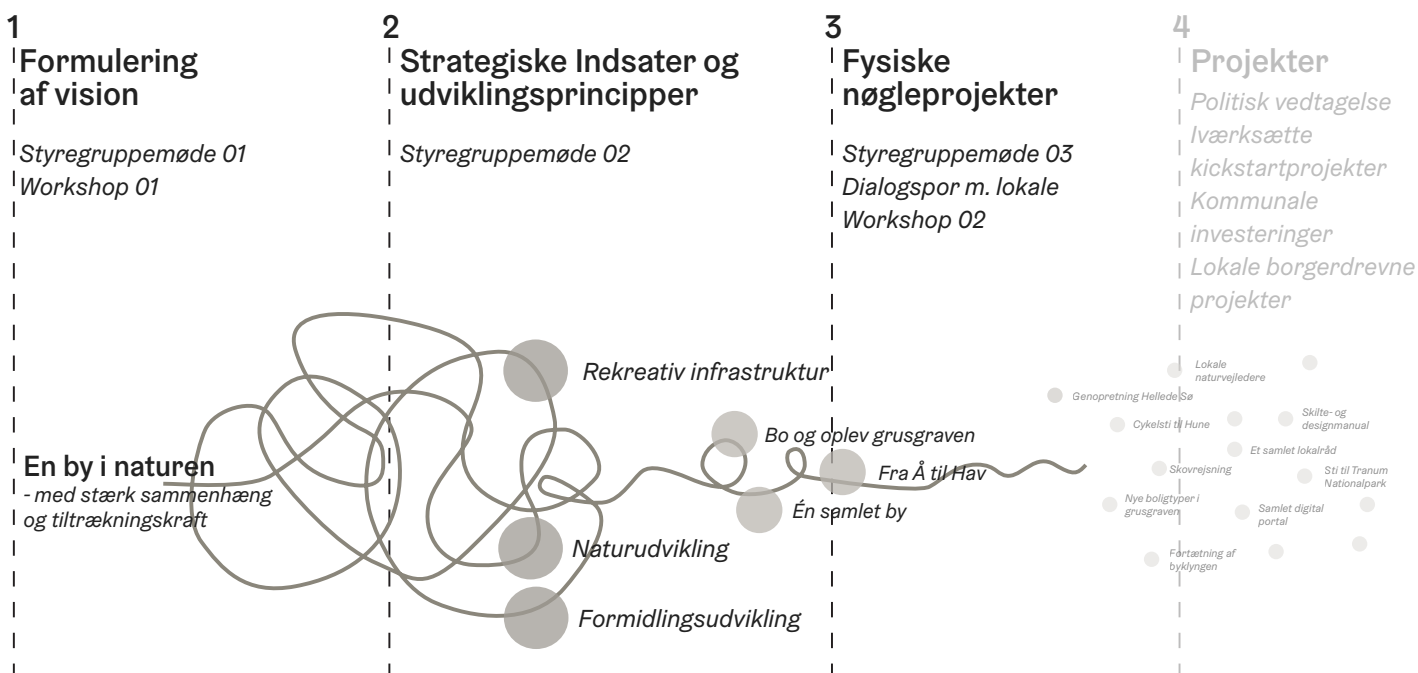 1
Formulering
af vision
Styregruppemøde 01
Workshop 01
En by i naturen
- med stærk sammenhæng
og tiltrækningskraft
2
Strategiske Indsater og
udviklingsprincipper
Styregruppemøde 02
Rekreativ infrastruktur
Naturudvikling
Formidlingsudvikling
Bo og oplev grusgraven
Fra Å til Hav
Én samlet by
3
Fysiske
nøgleprojekter
Styregruppemøde 03
Dialogspor m. lokale
Workshop 02
4
Projekter
Politisk vedtagelse
Iværksætte
kickstartprojekter
Kommunale
investeringer
Lokale borgerdrevne
projekter
Lokale
naturvejledere
Genopretning Hellede Sø
Cykelsti til Hune
Skilte- og
designmanual
Et samlet lokalråd
Skovrejsning
Sti til Tranum
Nationalpark
Nye boligtyper i
grusgraven
Samlet digital
portal
Fortætning af
byklyngen